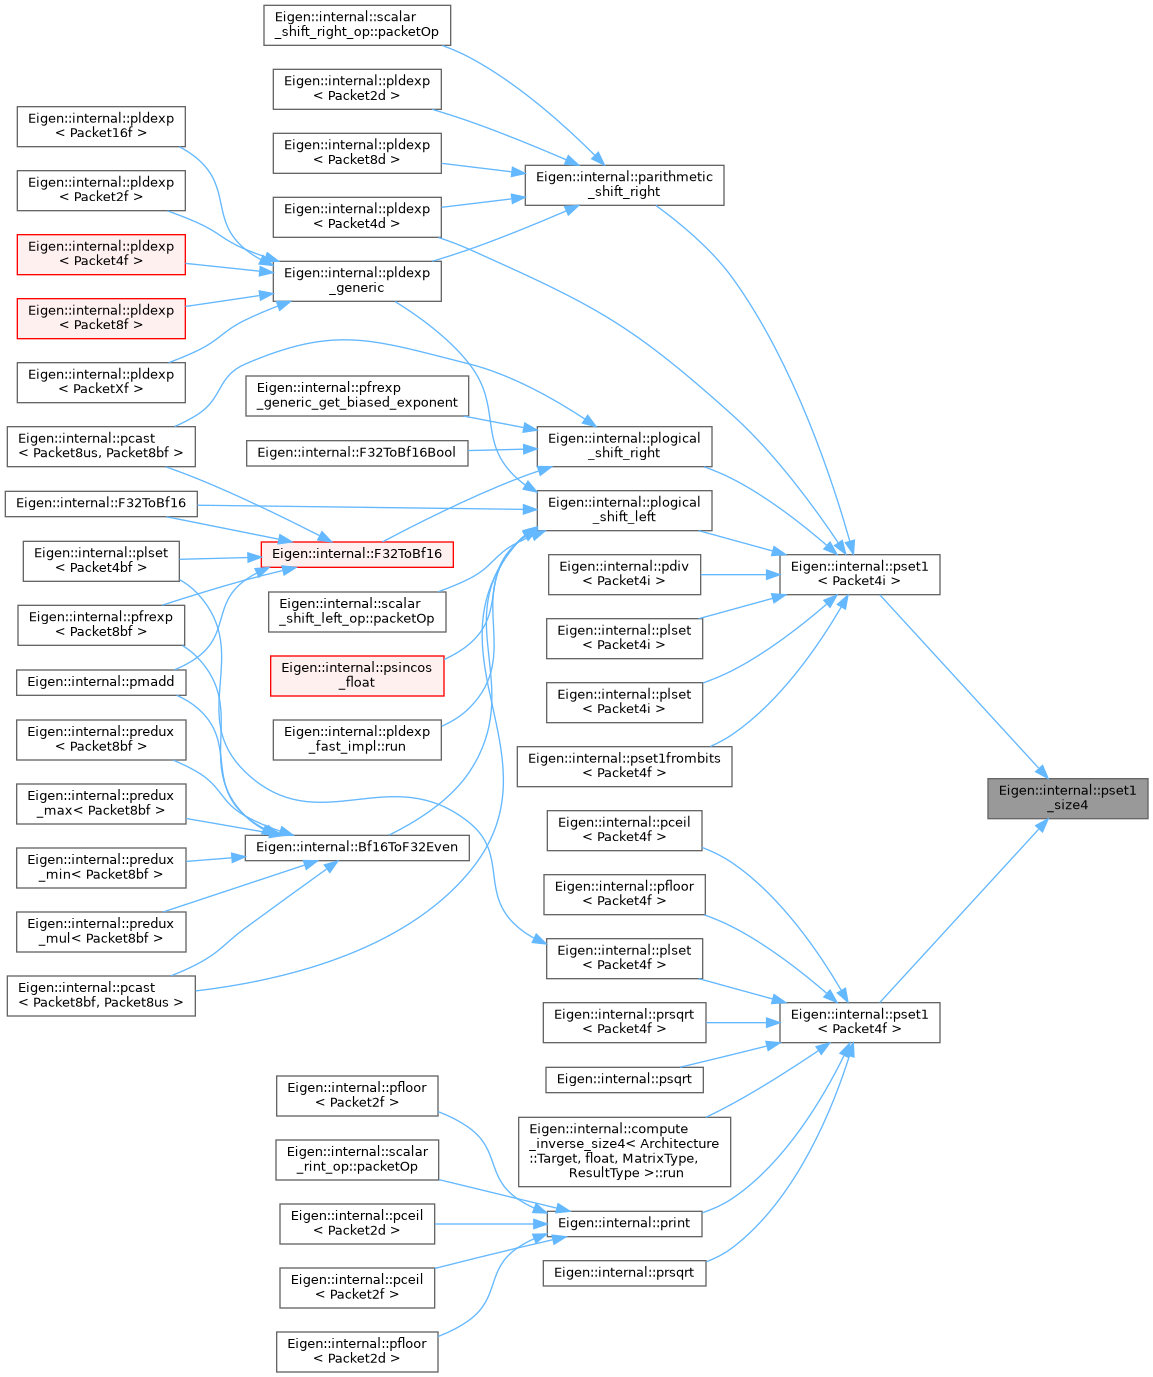 Eigen::internal::scalar
_shift_right_op::packetOp
Eigen::internal::pldexp
< Packet2d >
Eigen::internal::pldexp
< Packet16f >
Eigen::internal::pldexp
< Packet8d >
Eigen::internal::parithmetic
_shift_right
Eigen::internal::pldexp
< Packet2f >
Eigen::internal::pldexp
< Packet4d >
Eigen::internal::pldexp
< Packet4f >
Eigen::internal::pldexp
_generic
Eigen::internal::pldexp
< Packet8f >
Eigen::internal::pldexp
< PacketXf >
Eigen::internal::pfrexp
_generic_get_biased_exponent
Eigen::internal::pcast
< Packet8us, Packet8bf >
Eigen::internal::F32ToBf16Bool
Eigen::internal::plogical
_shift_right
Eigen::internal::F32ToBf16
Eigen::internal::plogical
_shift_left
Eigen::internal::plset
< Packet4bf >
Eigen::internal::F32ToBf16
Eigen::internal::pdiv
< Packet4i >
Eigen::internal::pset1
< Packet4i >
Eigen::internal::pfrexp
< Packet8bf >
Eigen::internal::scalar
_shift_left_op::packetOp
Eigen::internal::plset
< Packet4i >
Eigen::internal::pmadd
Eigen::internal::psincos
_float
Eigen::internal::plset
< Packet4i >
Eigen::internal::predux
< Packet8bf >
Eigen::internal::pldexp
_fast_impl::run
Eigen::internal::pset1frombits
< Packet4f >
Eigen::internal::pset1
_size4
Eigen::internal::predux
_max< Packet8bf >
Eigen::internal::pceil
< Packet4f >
Eigen::internal::Bf16ToF32Even
Eigen::internal::predux
_min< Packet8bf >
Eigen::internal::pfloor
< Packet4f >
Eigen::internal::predux
_mul< Packet8bf >
Eigen::internal::plset
< Packet4f >
Eigen::internal::pcast
< Packet8bf, Packet8us >
Eigen::internal::prsqrt
< Packet4f >
Eigen::internal::pset1
< Packet4f >
Eigen::internal::psqrt
Eigen::internal::pfloor
< Packet2f >
Eigen::internal::compute
_inverse_size4< Architecture
::Target, float, MatrixType,
ResultType >::run
Eigen::internal::scalar
_rint_op::packetOp
Eigen::internal::pceil
< Packet2d >
Eigen::internal::print
Eigen::internal::prsqrt
Eigen::internal::pceil
< Packet2f >
Eigen::internal::pfloor
< Packet2d >